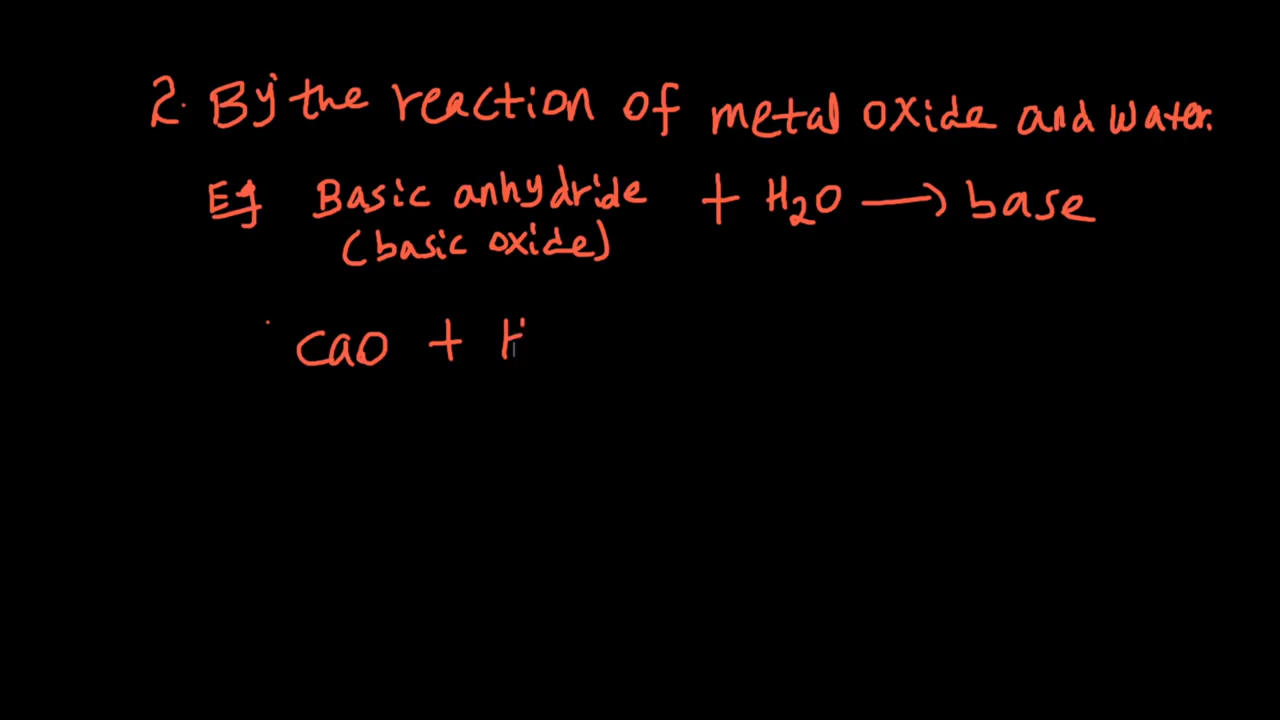 2. By the reaction of metal oxide and water.
Eg Basic anhydride + H2O → base
(basic oxide)
cao +